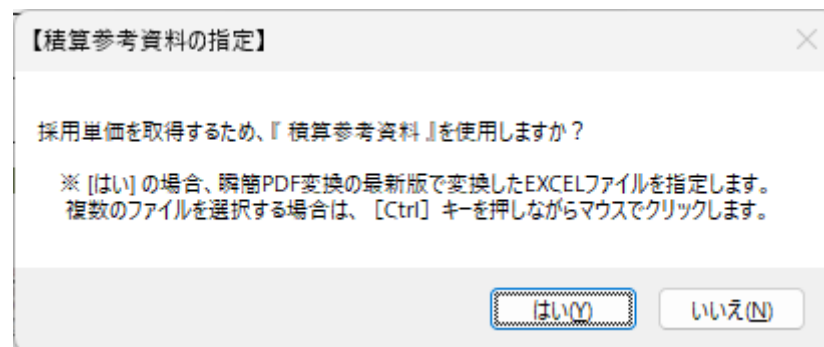 【積算参考資料の指定】
採用単価を取得するため、『 積算参考資料 』を使用しますか？
※ [はい] の場合、瞬簡PDF変換の最新版で変換したEXCELファイルを指定します。
複数のファイルを選択する場合は、［Ctrl］キーを押しながらマウスでクリックします。
はい(Y)
いいえ(N)